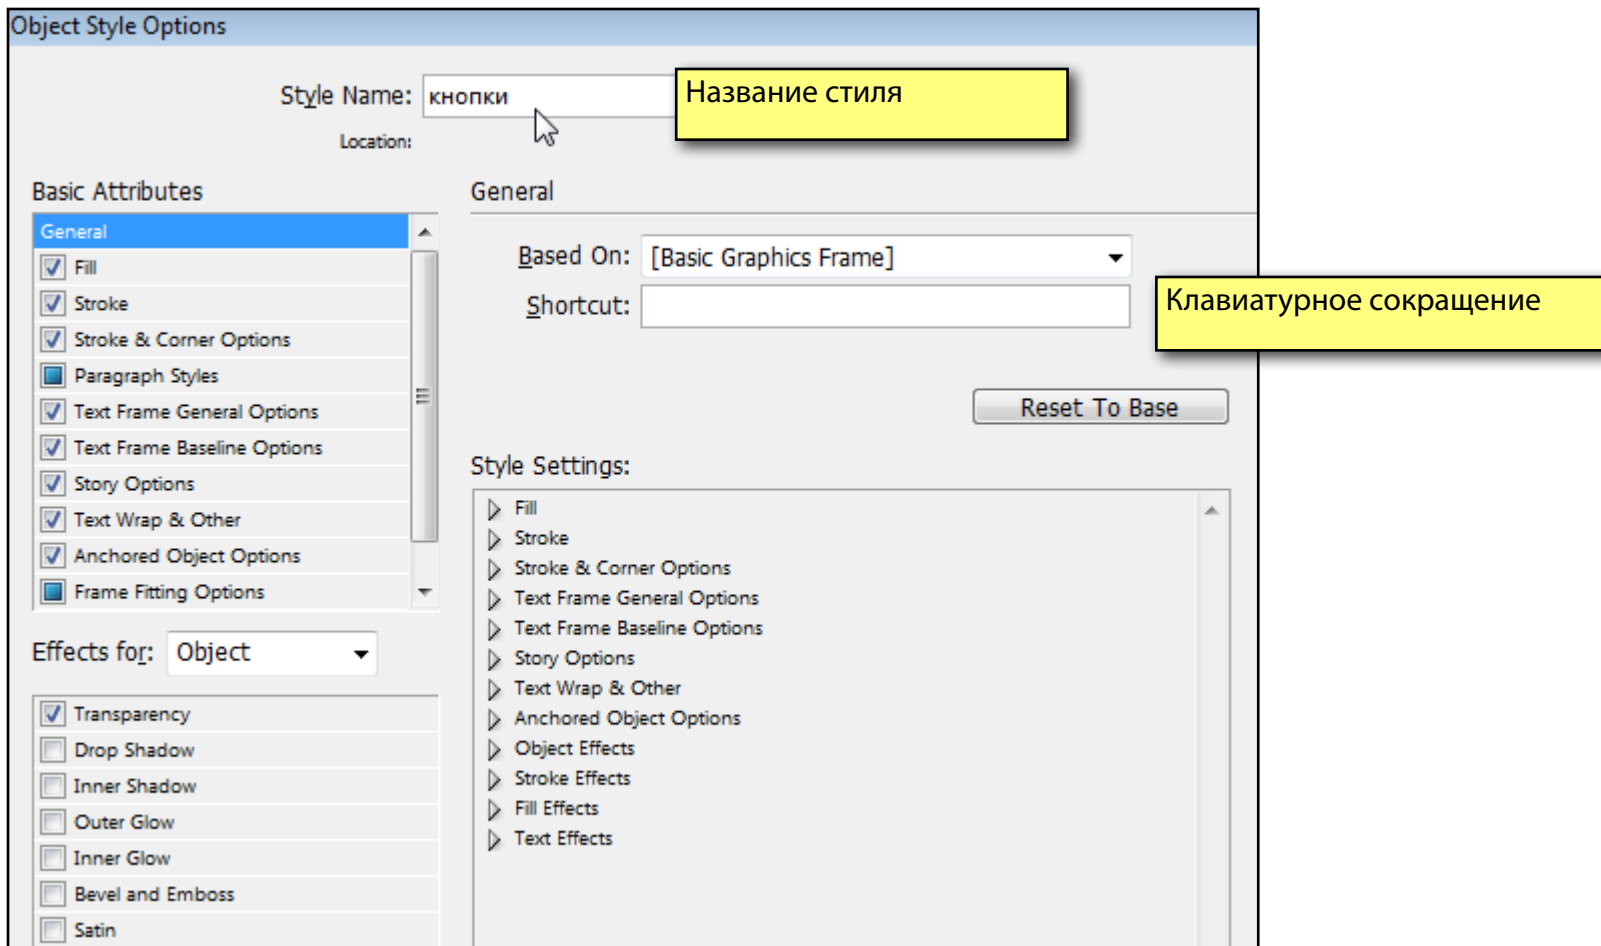 Object Style Options
Style Name: кнопки
Название стиля
Location:
Basic Attributes
General
Fill
Stroke
Stroke & Corner Options
Paragraph Styles
Text Frame General Options
Text Frame Baseline Options
Story Options
Text Wrap & Other
Anchored Object Options
Frame Fitting Options
Effects for: Object
Transparency
Drop Shadow
Inner Shadow
Outer Glow
Inner Glow
Bevel and Emboss
Satin
General
Based On: [Basic Graphics Frame]
Shortcut:
Клавиатурное сокращение
Reset To Base
Style Settings:
Fill
Stroke
Stroke & Corner Options
Text Frame General Options
Text Frame Baseline Options
Story Options
Text Wrap & Other
Anchored Object Options
Object Effects
Stroke Effects
Fill Effects
Text Effects